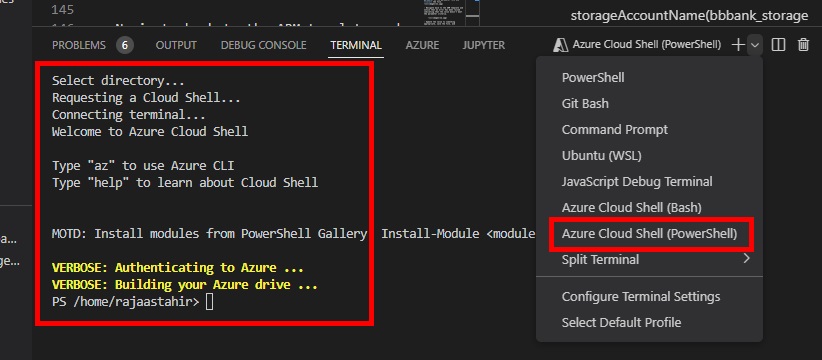 145
storageAccountName(bbbank_storage
PROBLEMS 6 OUTPUT DEBUG CONSOLE TERMINAL AZURE JUPYTER Azure Cloud Shell (PowerShell)
Select directory...
Requesting a Cloud Shell...
Connecting terminal...
Welcome to Azure Cloud Shell
Type "az" to use Azure CLI
Type "help" to learn about Cloud Shell
MOTD: Install modules from PowerShell Gallery Install-Module <module
VERBOSE: Authenticating to Azure ...
VERBOSE: Building your Azure drive ...
PS /home/rajaastahir>
PowerShell
Git Bash
Command Prompt
Ubuntu (WSL)
JavaScript Debug Terminal
Azure Cloud Shell (Bash)
Azure Cloud Shell (PowerShell)
Split Terminal
Configure Terminal Settings
Select Default Profile
a...
ge...